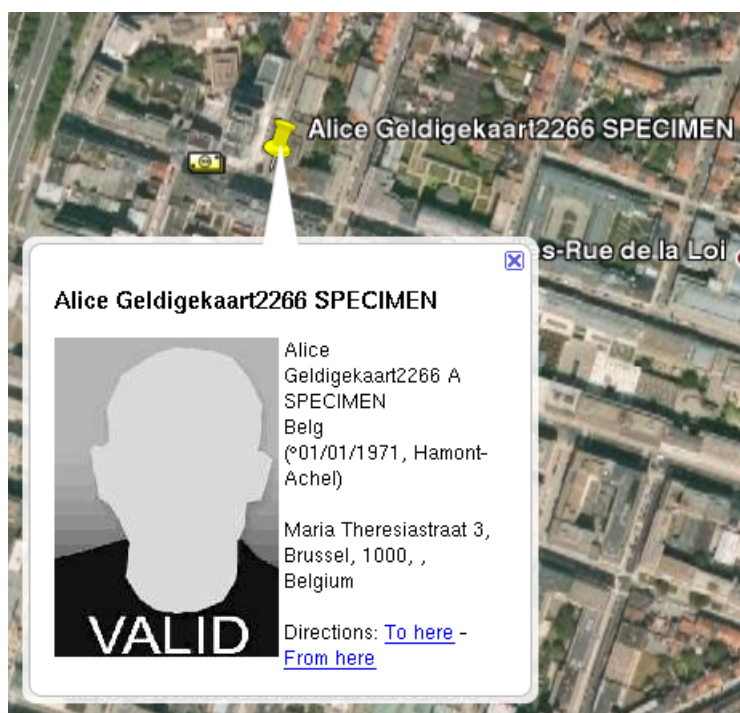 Alice Geldigekaart2266 SPECIMEN
s-Rue de la Loi
Alice Geldigekaart2266 SPECIMEN
Alice
Geldigekaart2266 A
SPECIMEN
Belg
(°01/01/1971, Hamont-
Achel)
Maria Theresiastraat 3,
Brussel, 1000, ,
Belgium
Directions: To here -
From here
VALID